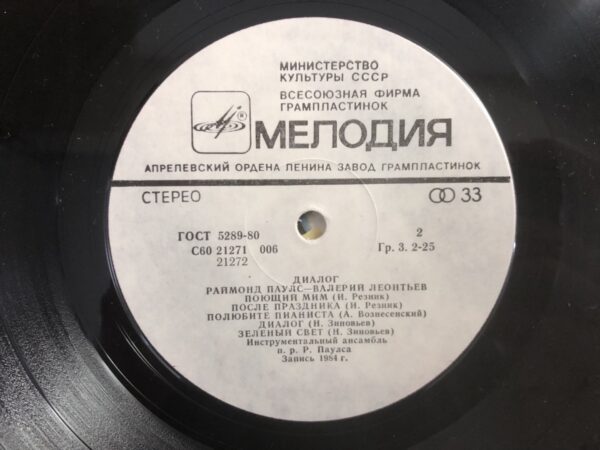 МИНИСТЕРСТВО
КУЛЬТУРЫ СССР
ВСЕСОЮЗНАЯ ФИРМА
ГРАМПЛАСТИНОК
®
МЕЛОДИЯ
АПРЕЛЕВСКИЙ ОРДЕНА ЛЕНИНА ЗАВОД ГРАМПЛАСТИНОК
СТЕРЕО 33
ГОСТ 5289-80 2
С60 21271 006 Гр. 3. 2-25
21272
ДИАЛОГ
РАЙМОНД ПАУЛС—ВАЛЕРИЙ ЛЕОНТЬЕВ
ПОЮЩИЙ МИМ (И. Резник)
ПОСЛЕ ПРАЗДНИКА (И. Резник)
ПОЛЮБИТЕ ПИАНИСТА (А. Вознесенский)
ДИАЛОГ (Н. Зиновьев)
ЗЕЛЕНЫЙ СВЕТ (Н. Зиновьев)
Инструментальный ансамбль
п. р. Р. Паулса
Запись 1984 г.